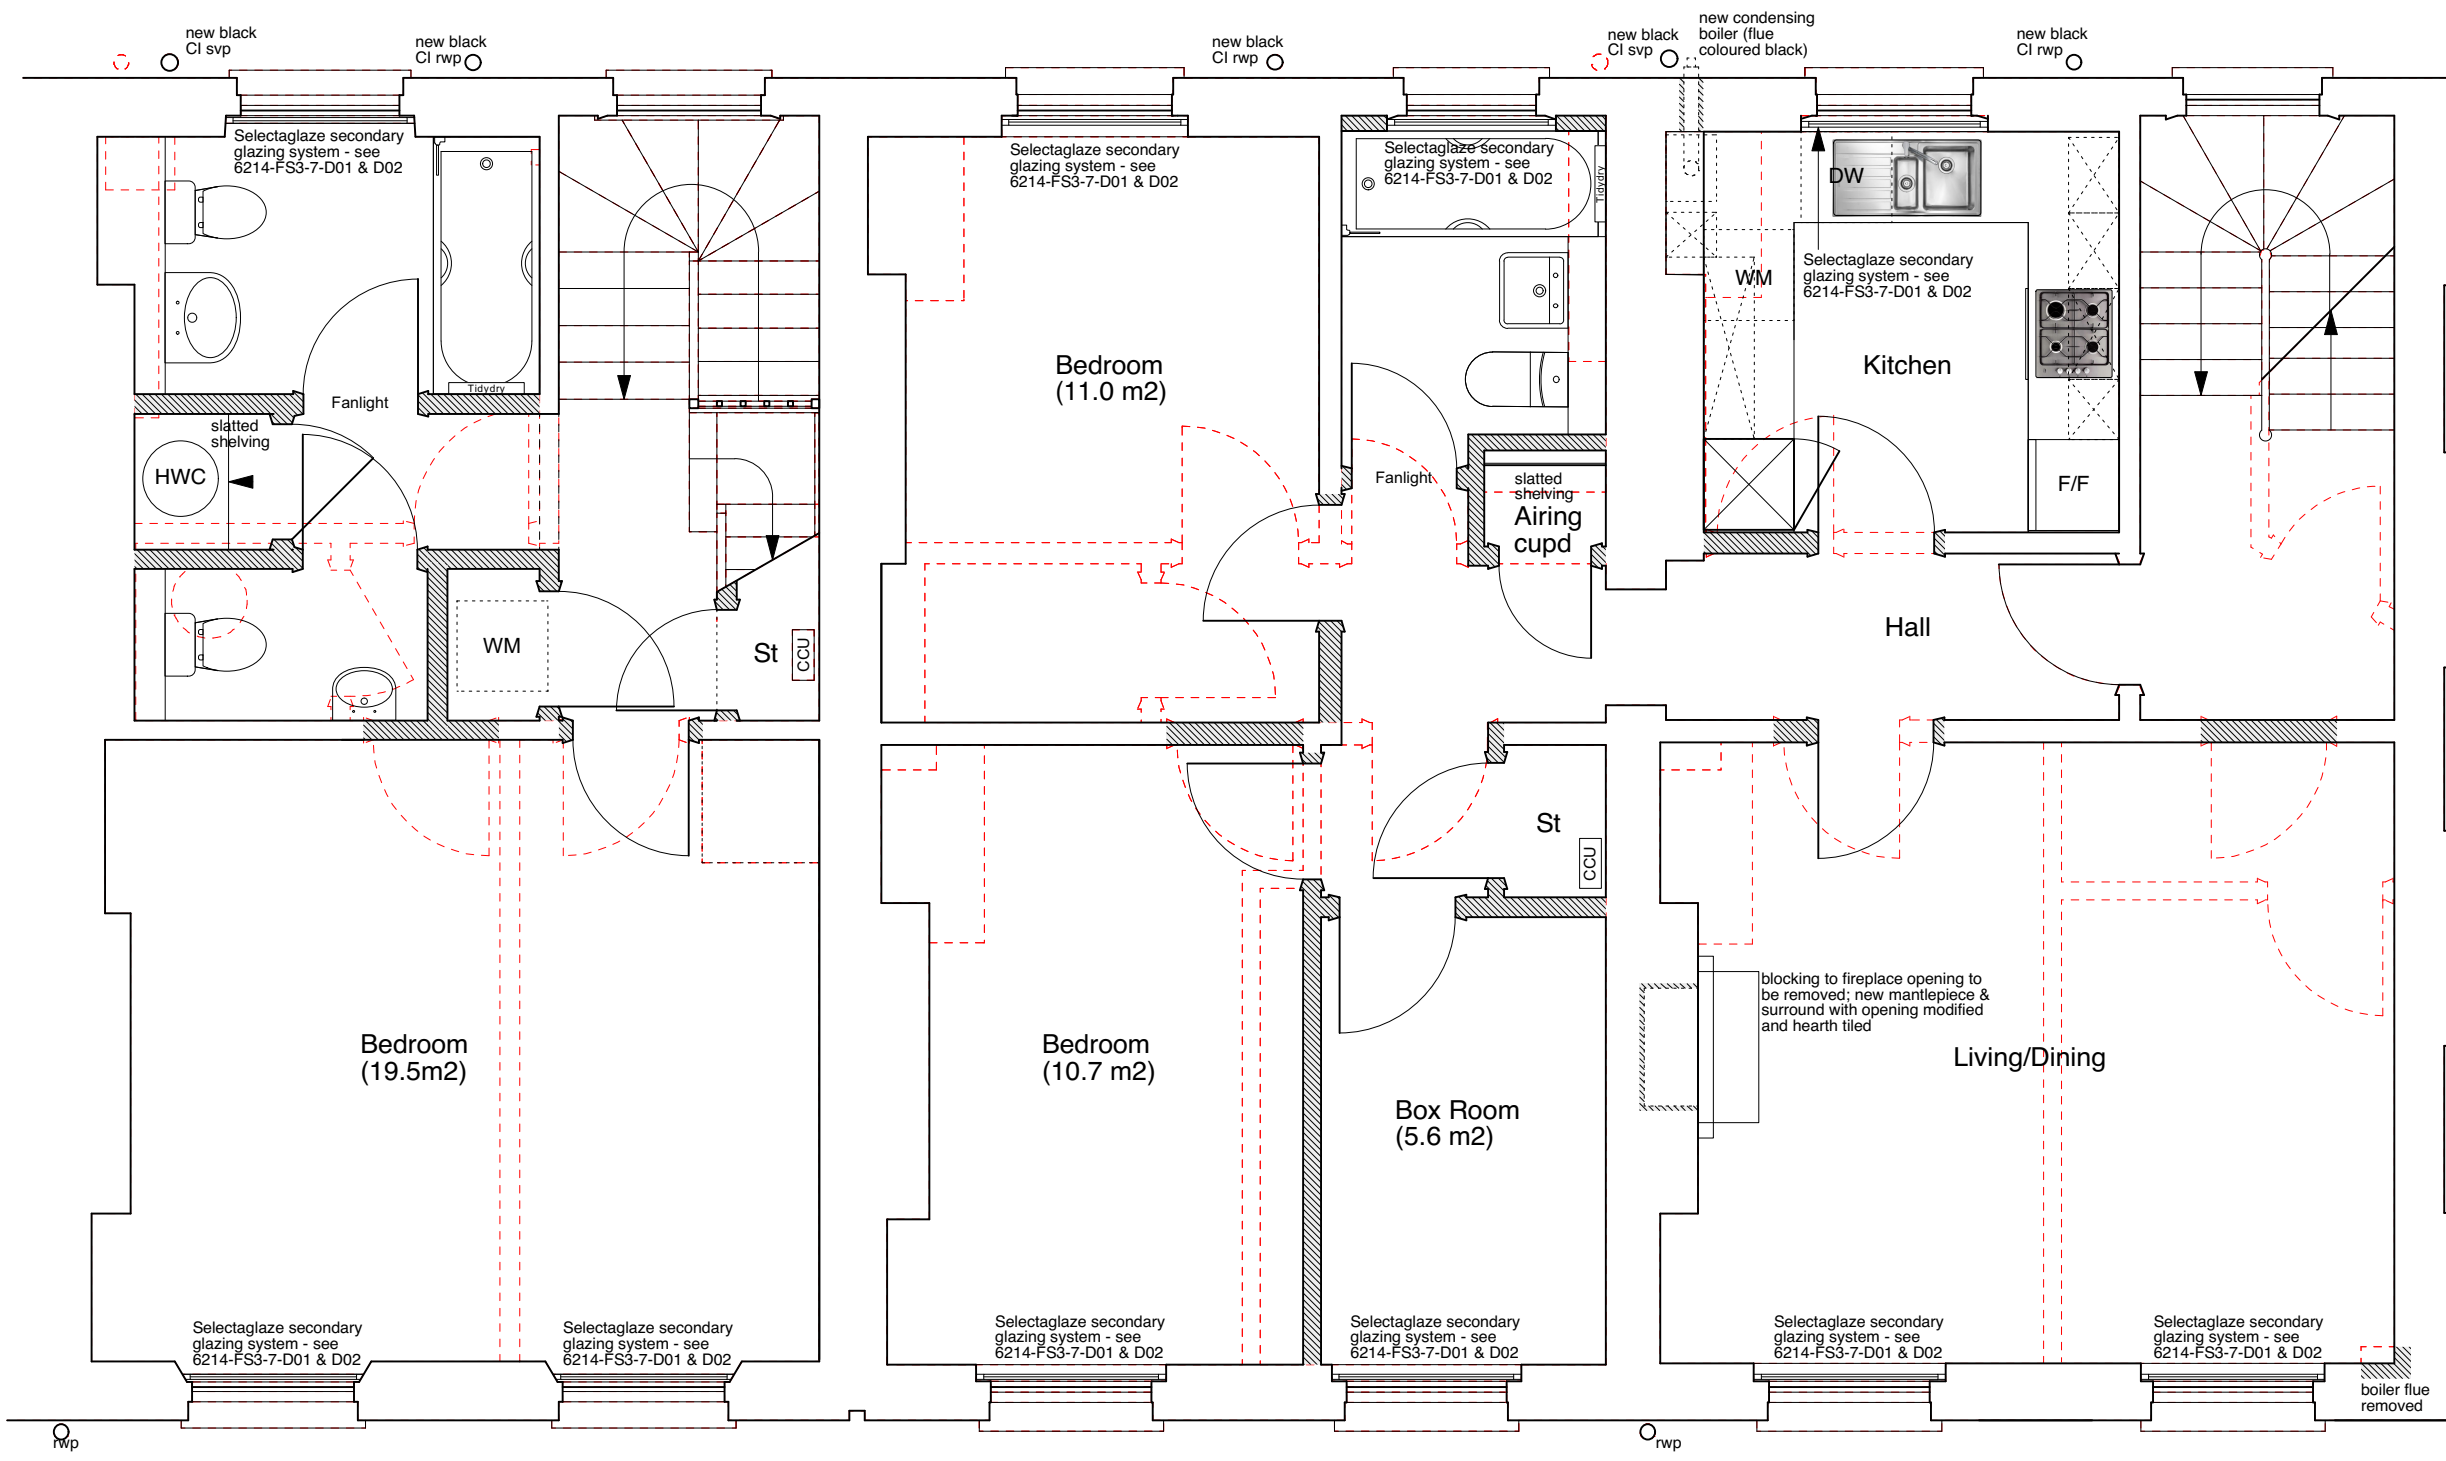 new black
CI svp
new black
CI rwp
new black
CI rwp
new black
CI svp
new condensing
boiler (flue
coloured black)
new black
CI rwp
Selectaglaze secondary
glazing system - see
6214-FS3-7-D01 & D02
Selectaglaze secondary
glazing system - see
6214-FS3-7-D01 & D02
Selectaglaze secondary
glazing system - see
6214-FS3-7-D01 & D02
Tidydry
DW
WM
Selectaglaze secondary
glazing system - see
6214-FS3-7-D01 & D02
Bedroom
(11.0 m2)
Kitchen
Tidydry
Fanlight
slatted
shelving
HWC
Fanlight
slatted
shelving
Airing
cupd
F/F
WM
St
CCU
Hall
St
CCU
blocking to fireplace opening to
be removed; new mantlepiece &
surround with opening modified
and hearth tiled
Bedroom
(19.5m2)
Bedroom
(10.7 m2)
Living/Dining
Box Room
(5.6 m2)
Selectaglaze secondary
glazing system - see
6214-FS3-7-D01 & D02
Selectaglaze secondary
glazing system - see
6214-FS3-7-D01 & D02
Selectaglaze secondary
glazing system - see
6214-FS3-7-D01 & D02
Selectaglaze secondary
glazing system - see
6214-FS3-7-D01 & D02
Selectaglaze secondary
glazing system - see
6214-FS3-7-D01 & D02
Selectaglaze secondary
glazing system - see
6214-FS3-7-D01 & D02
boiler flue
removed
rwp
rwp